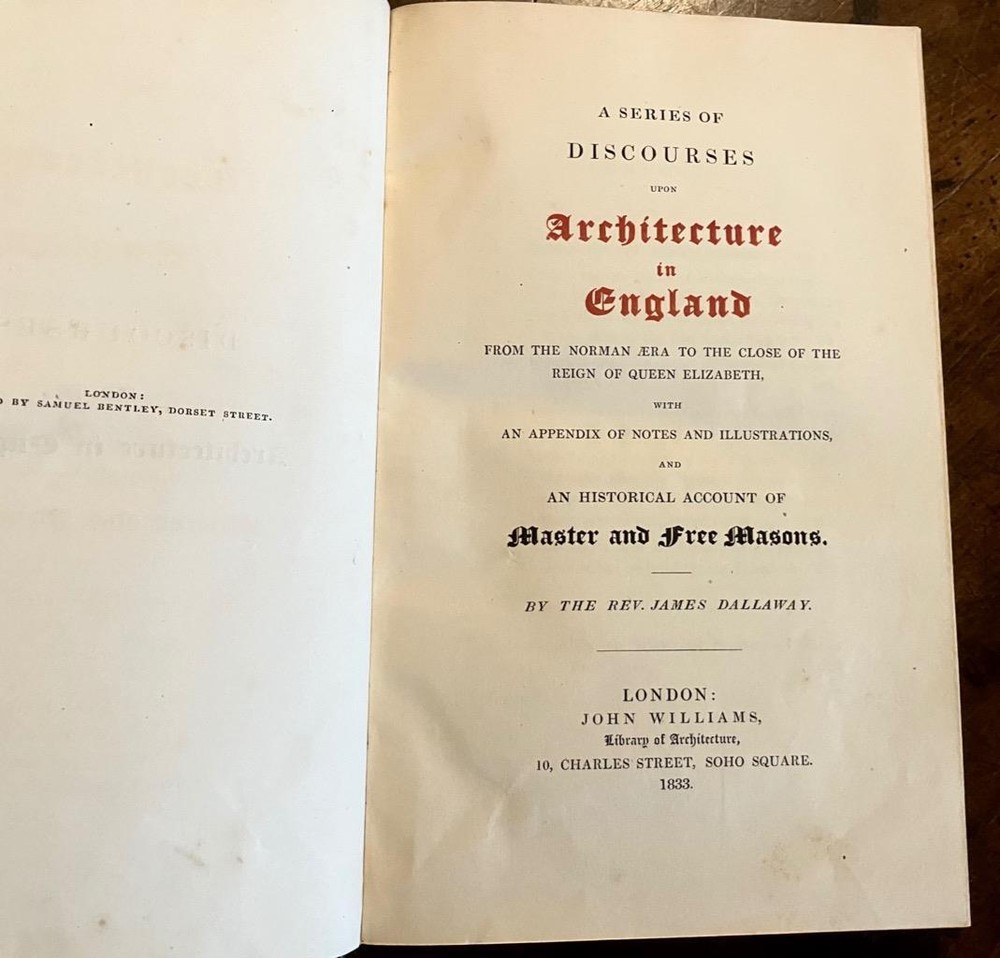 LONDON:
BY SAMUEL BENTLEY, DORSET STREET.
A SERIES OF
DISCOURSES
UPON
Architecture
in
England
FROM THE NORMAN ÆRA TO THE CLOSE OF THE
REIGN OF QUEEN ELIZABETH,
WITH
AN APPENDIX OF NOTES AND ILLUSTRATIONS,
AND
AN HISTORICAL ACCOUNT OF
Master and Free Masons.
BY THE REV. JAMES DALLAWAY.
LONDON:
JOHN WILLIAMS,
Library of Architecture,
10, CHARLES STREET, SOHO SQUARE.
1833.